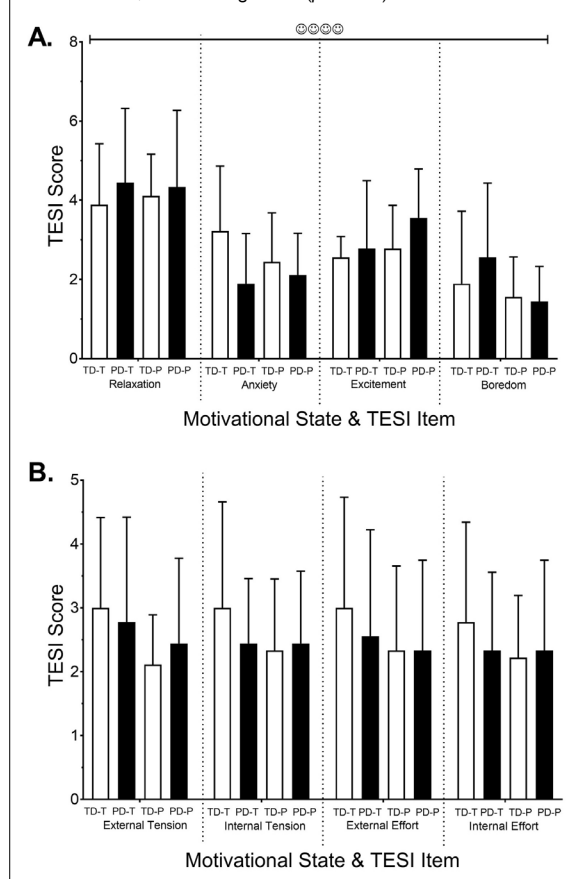 A.
☺☺☺☺
8
6
4
2
0
TESI Score
TD-T PD-T TD-P PD-P TD-T PD-T TD-P PD-P TD-T PD-T TD-P PD-P TD-T PD-T TD-P PD-P
Relaxation Anxiety Excitement Boredom
Motivational State & TESI Item
B.
5
4
3
2
1
0
TESI Score
TD-T PD-T TD-P PD-P TD-T PD-T TD-P PD-P TD-T PD-T TD-P PD-P TD-T PD-T TD-P PD-P
External Tension Internal Tension External Effort Internal Effort
Motivational State & TESI Item